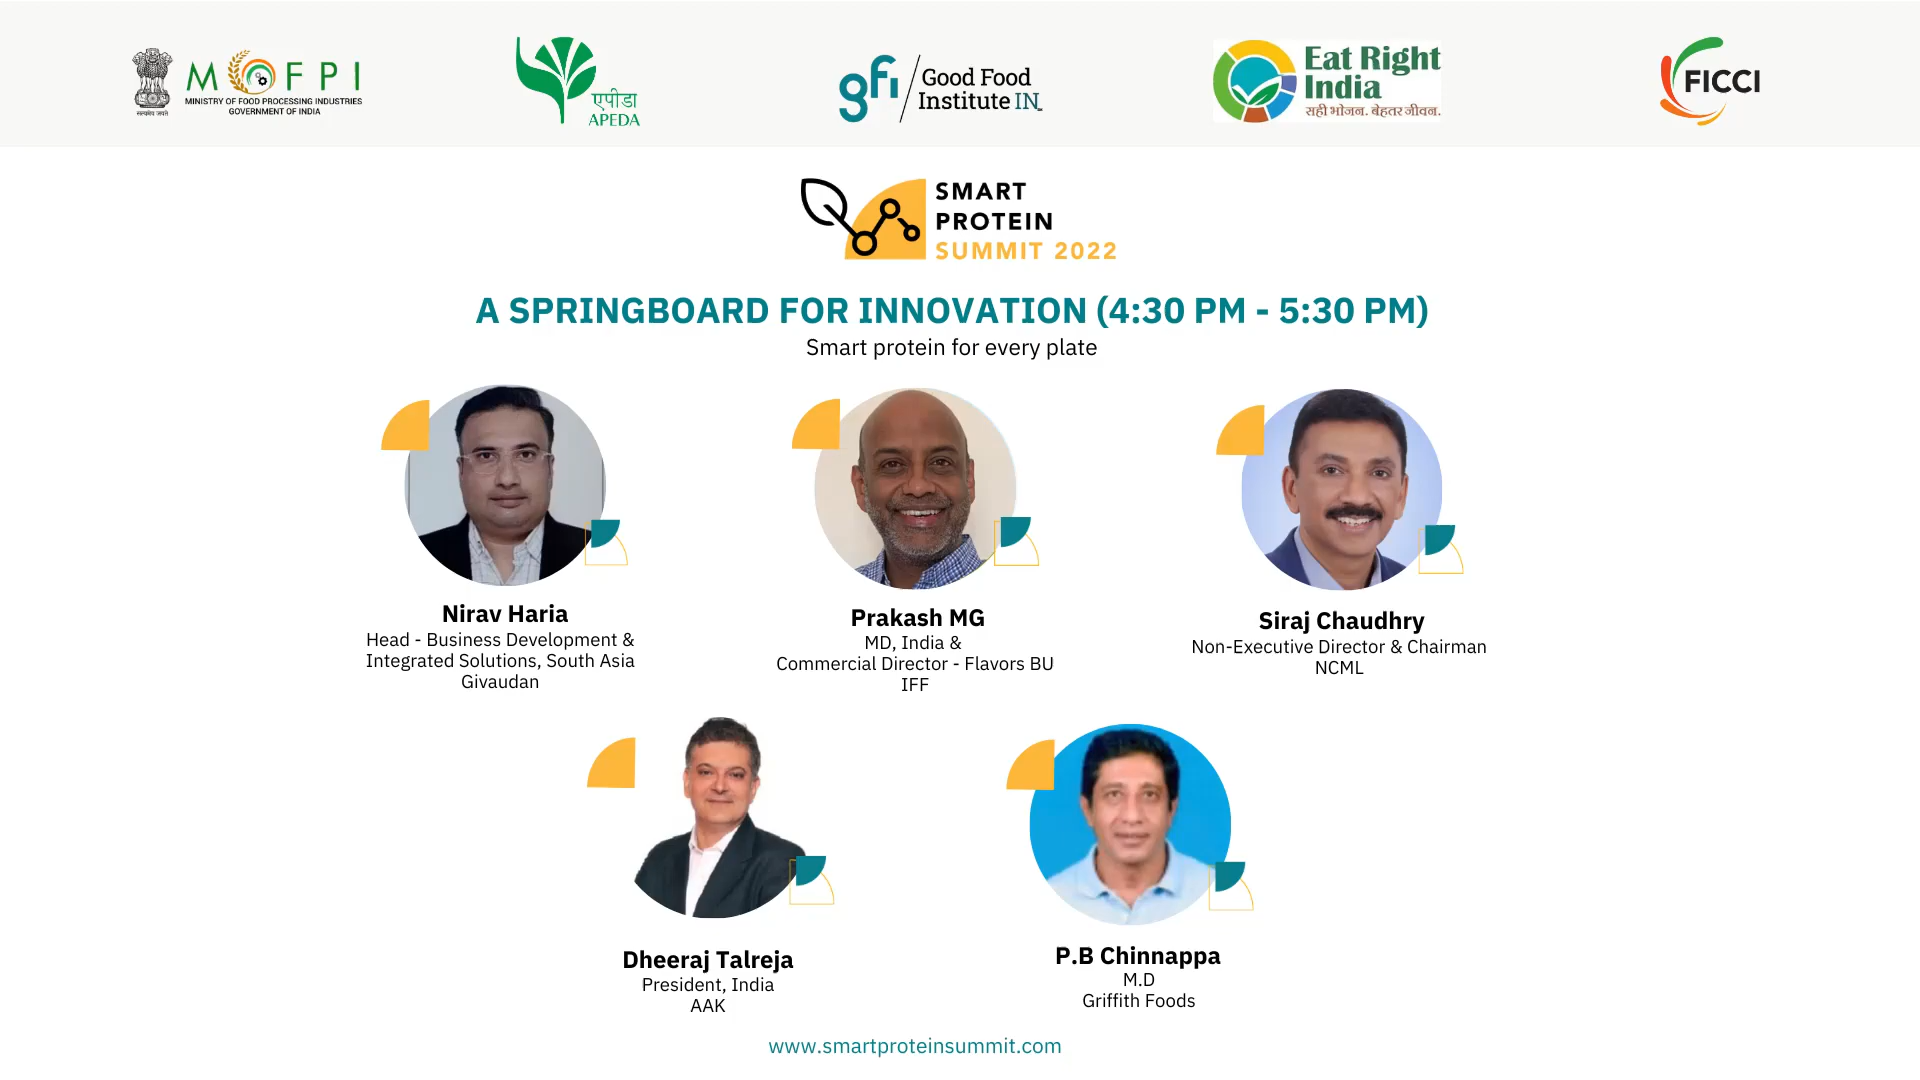 MOFPI
MINISTRY OF FOOD PROCESSING INDUSTRIES
GOVERNMENT OF INDIA
सत्यमेव जयते
एपीडा
APEDA
gfi
Good Food
Institute IN
Eat Right
India
सही भोजन. बेहतर जीवन.
FICCI
SMART
PROTEIN
SUMMIT 2022
A SPRINGBOARD FOR INNOVATION (4:30 PM - 5:30 PM)
Smart protein for every plate
Nirav Haria
Head - Business Development &
Integrated Solutions, South Asia
Givaudan
Prakash MG
MD, India &
Commercial Director - Flavors BU
IFF
Siraj Chaudhry
Non-Executive Director & Chairman
NCML
Dheeraj Talreja
President, India
AAK
P.B Chinnappa
M.D
Griffith Foods
www.smartproteinsummit.com